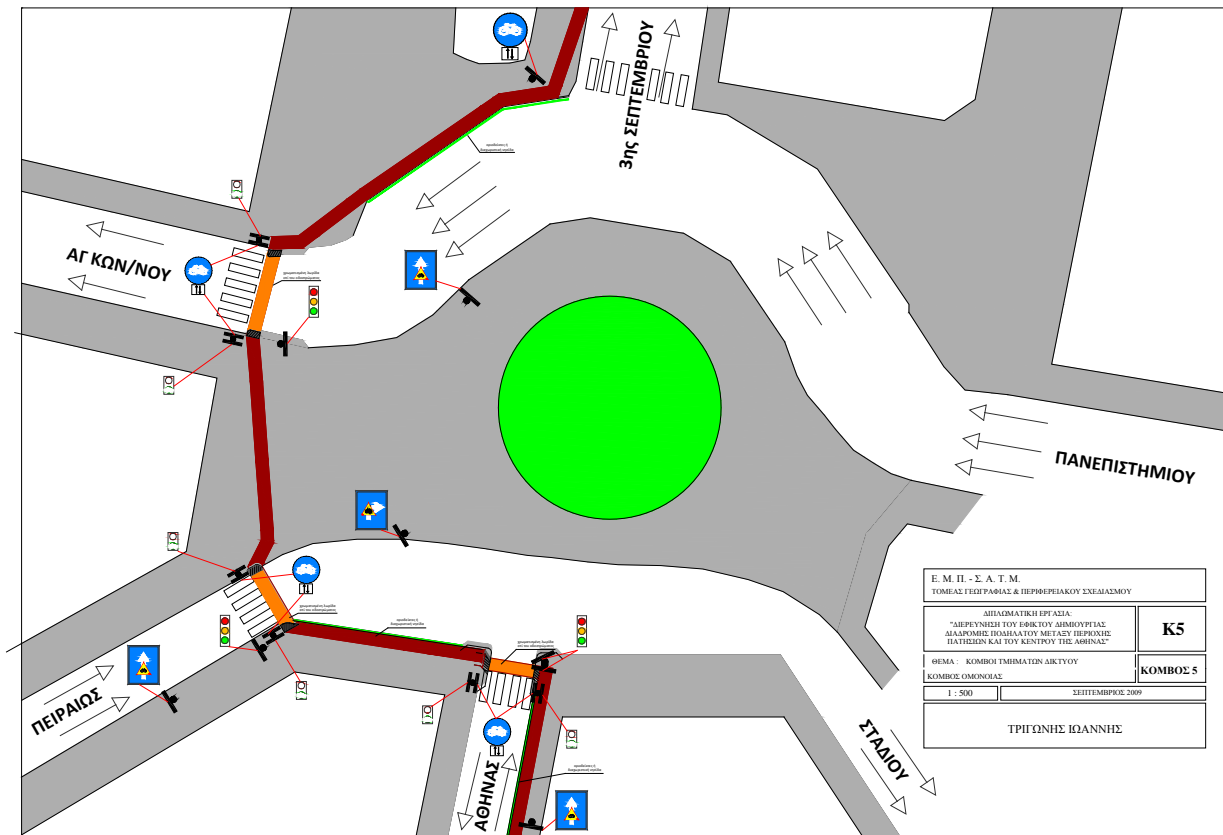 3ης ΣΕΠΤΕΜΒΡΙΟΥ
ΑΓ ΚΩΝ/ΝΟΥ
ΠΑΝΕΠΙΣΤΗΜΙΟΥ
ΠΕΙΡΑΙΩΣ
ΑΘΗΝΑΣ
ΣΤΑΔΙΟΥ
Ε. Μ. Π. - Σ. Α. Τ. Μ.
ΤΟΜΕΑΣ ΓΕΩΓΡΑΦΙΑΣ & ΠΕΡΙΦΕΡΕΙΑΚΟΥ ΣΧΕΔΙΑΣΜΟΥ
ΔΙΠΛΩΜΑΤΙΚΗ ΕΡΓΑΣΙΑ:
"ΔΙΕΡΕΥΝΗΣΗ ΤΟΥ ΕΦΙΚΤΟΥ ΔΗΜΙΟΥΡΓΙΑΣ
ΔΙΑΔΡΟΜΗΣ ΠΟΔΗΛΑΤΟΥ ΜΕΤΑΞΥ ΠΕΡΙΟΧΗΣ
ΠΑΤΗΣΙΩΝ ΚΑΙ ΤΟΥ ΚΕΝΤΡΟΥ ΤΗΣ ΑΘΗΝΑΣ"
Κ5
ΘΕΜΑ : ΚΟΜΒΟΙ ΤΜΗΜΑΤΩΝ ΔΙΚΤΥΟΥ
ΚΟΜΒΟΣ ΟΜΟΝΟΙΑΣ
ΚΟΜΒΟΣ 5
1 : 500
ΣΕΠΤΕΜΒΡΙΟΣ 2009
ΤΡΙΓΩΝΗΣ ΙΩΑΝΝΗΣ